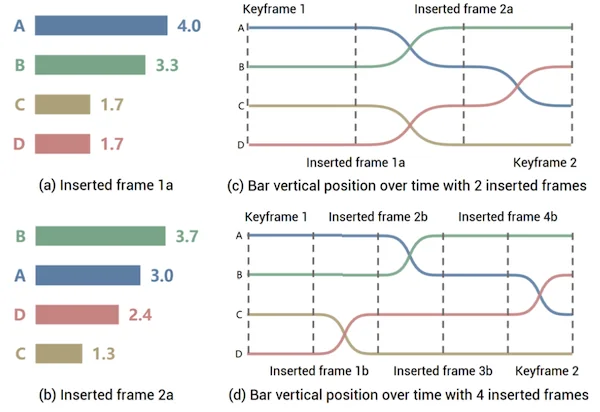 A 4.0
B 3.3
C 1.7
D 1.7
(a) Inserted frame 1a
B 3.7
A 3.0
D 2.4
C 1.3
(b) Inserted frame 2a
Keyframe 1 Inserted frame 2a
A
B
C
D
Inserted frame 1a Keyframe 2
(c) Bar vertical position over time with 2 inserted frames
Keyframe 1 Inserted frame 2b Inserted frame 4b
A
B
C
D
Inserted frame 1b Inserted frame 3b Keyframe 2
(d) Bar vertical position over time with 4 inserted frames